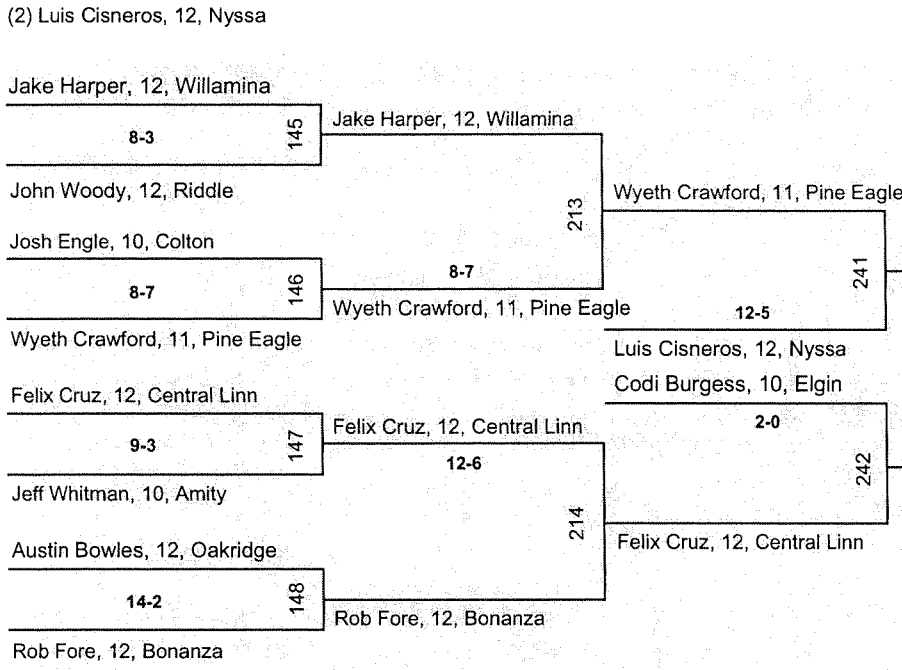 (2) Luis Cisneros, 12, Nyssa
Jake Harper, 12, Willamina
8-3
145
John Woody, 12, Riddle
Jake Harper, 12, Willamina
Josh Engle, 10, Colton
8-7
146
Wyeth Crawford, 11, Pine Eagle
8-7
213
Wyeth Crawford, 11, Pine Eagle
Wyeth Crawford, 11, Pine Eagle
12-5
241
Luis Cisneros, 12, Nyssa
Felix Cruz, 12, Central Linn
9-3
147
Jeff Whitman, 10, Amity
Felix Cruz, 12, Central Linn
12-6
214
Austin Bowles, 12, Oakridge
14-2
148
Rob Fore, 12, Bonanza
Rob Fore, 12, Bonanza
Codi Burgess, 10, Elgin
2-0
242
Felix Cruz, 12, Central Linn